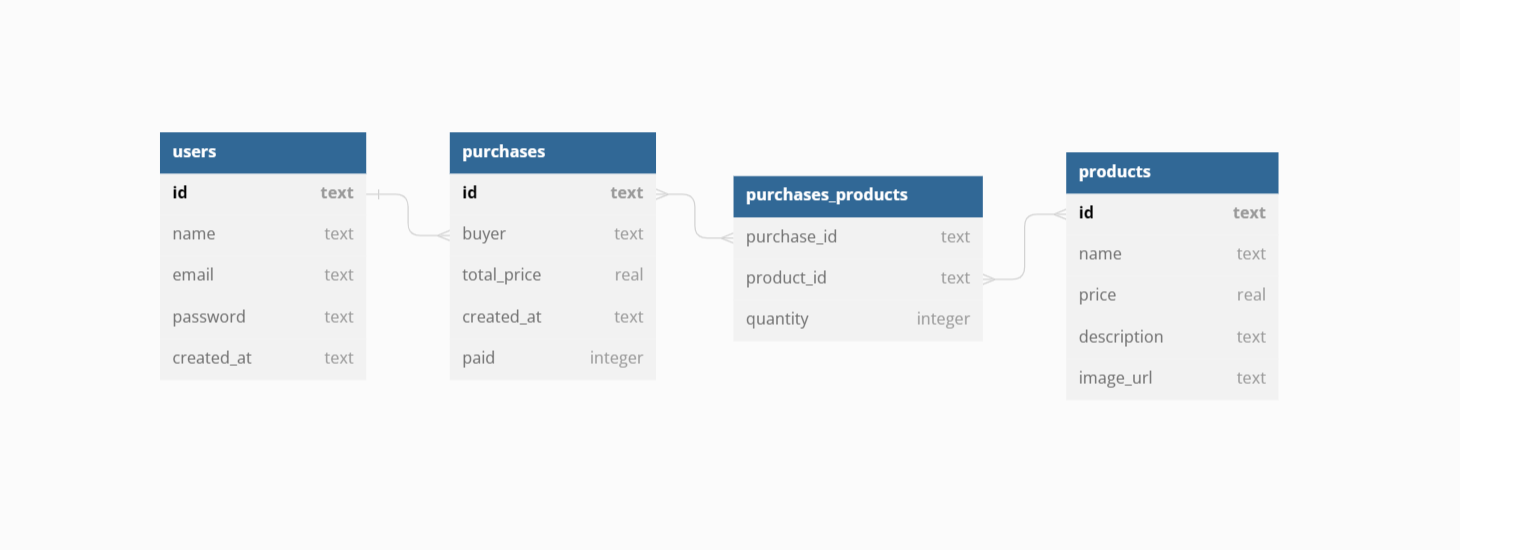 users
id text
name text
email text
password text
created_at text
purchases
id text
buyer text
total_price real
created_at text
paid integer
purchases_products
purchase_id text
product_id text
quantity integer
products
id text
name text
price real
description text
image_url text